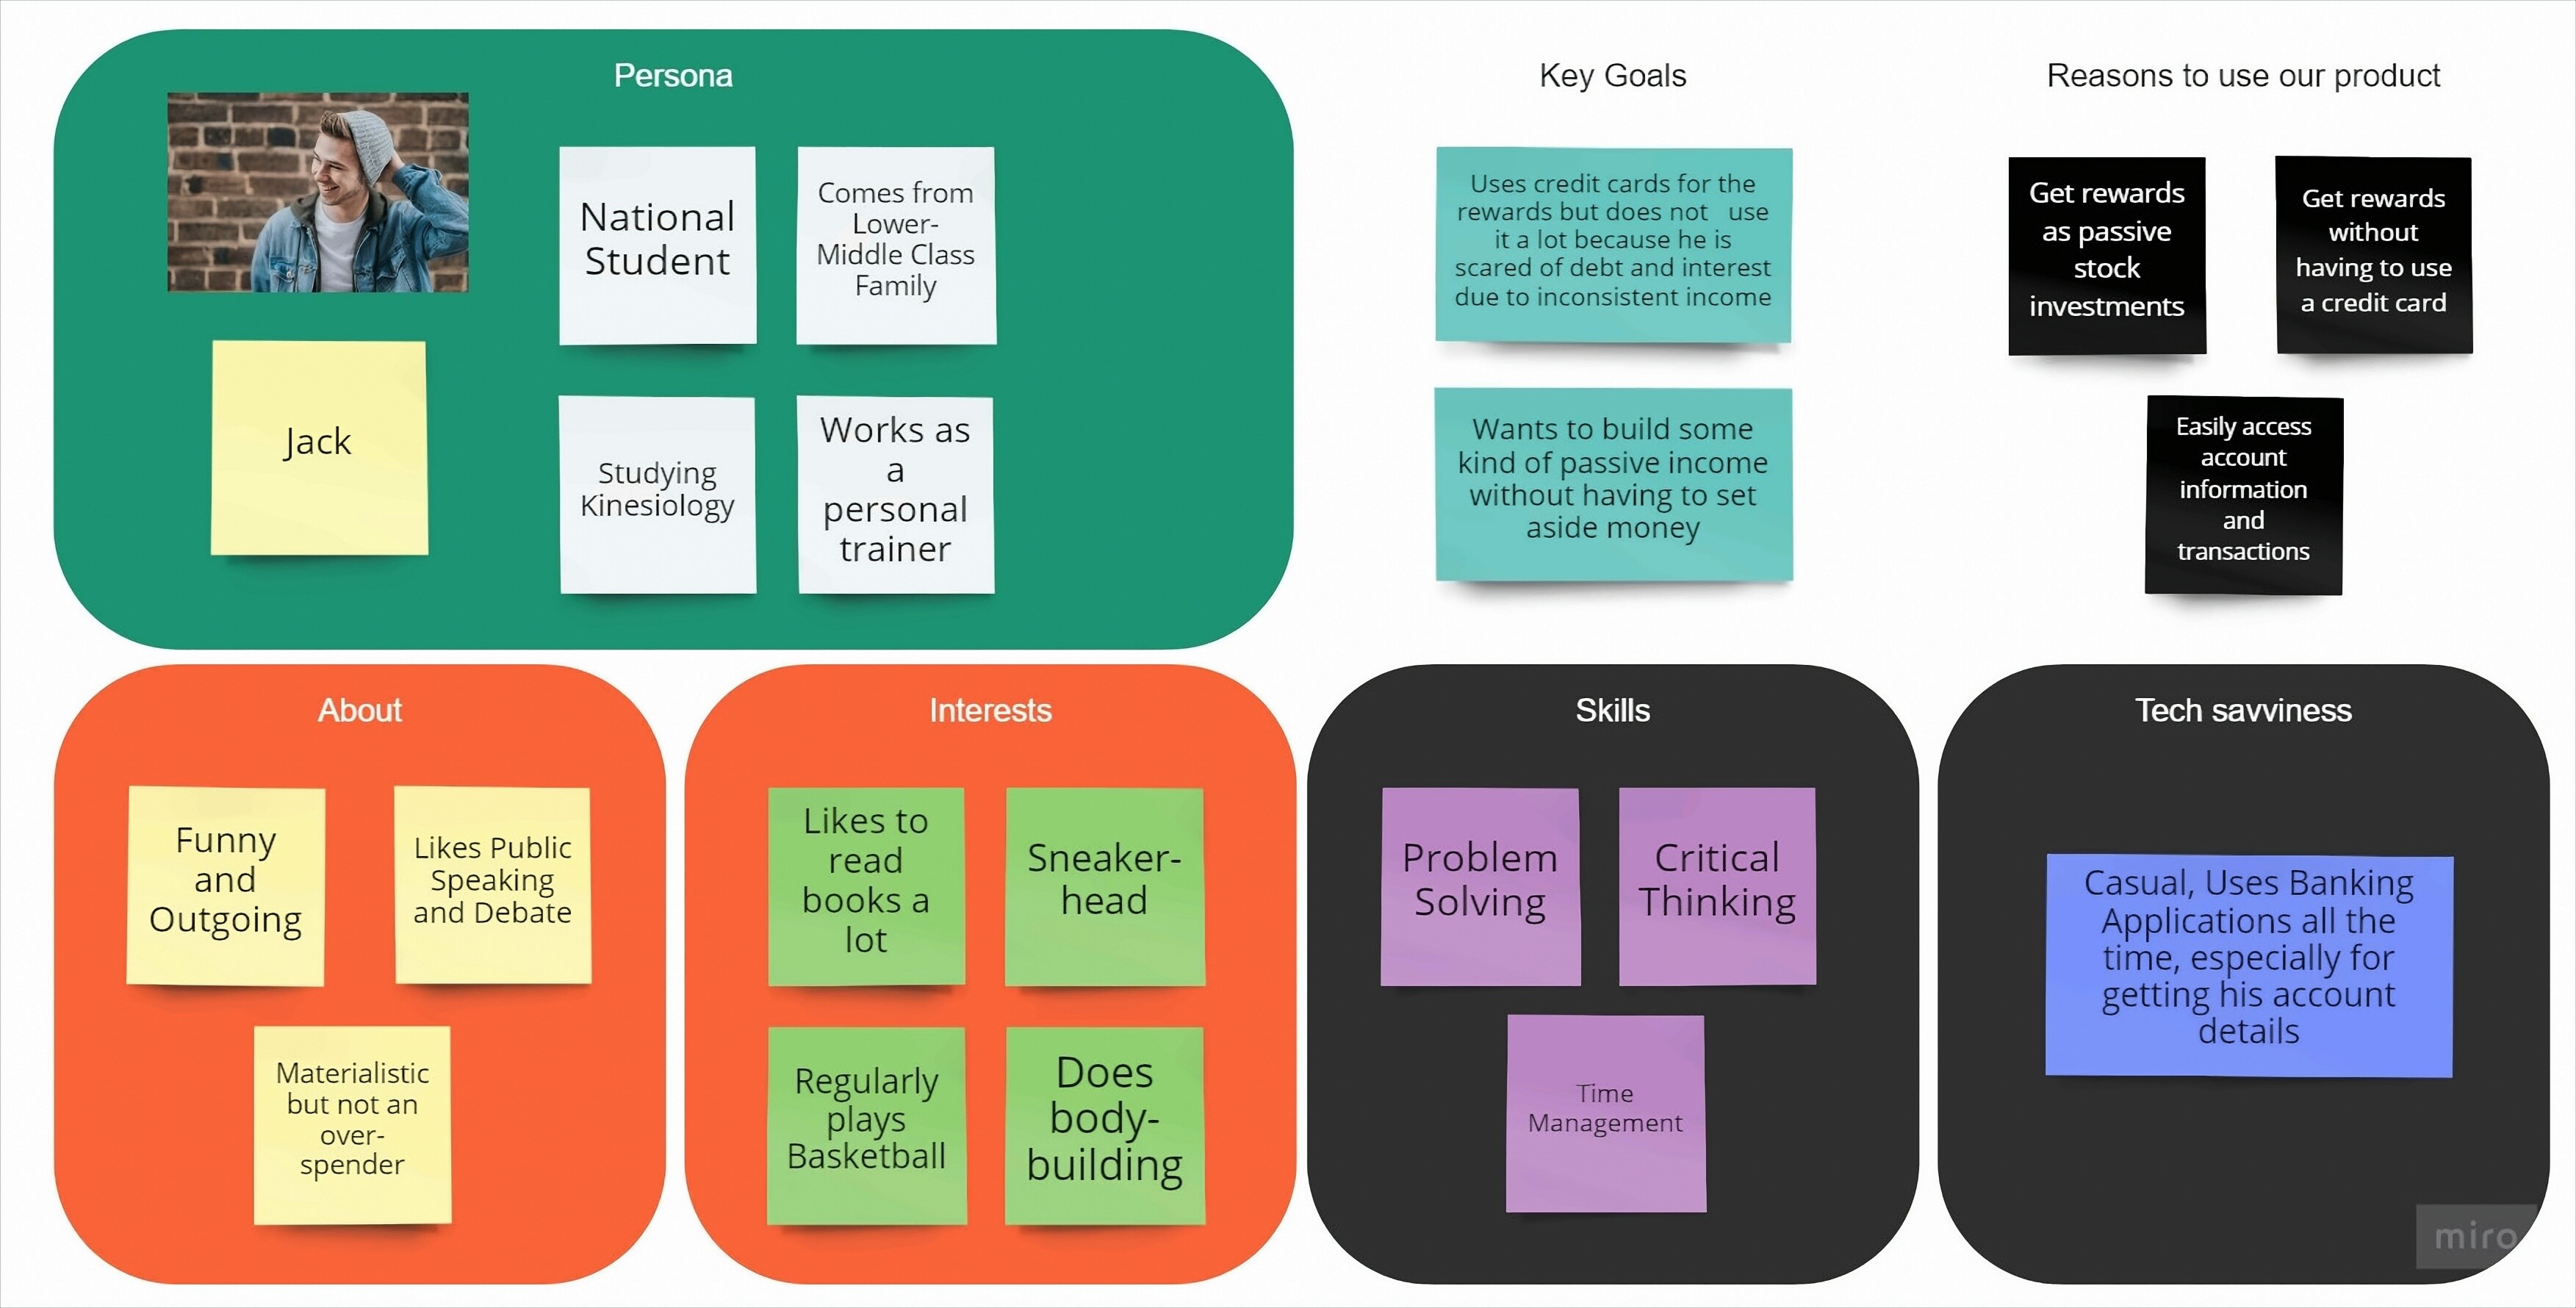 Persona
National
Student
Comes from
Lower-
Middle Class
Family
Jack
Studying
Kinesiology
Works as
a
personal
trainer
Key Goals
Uses credit cards for the
rewards but does not use
it a lot because he is
scared of debt and interest
due to inconsistent income
Wants to build some
kind of passive income
without having to set
aside money
Reasons to use our product
Get rewards
as passive
stock
investments
Get rewards
without
having to use
a credit card
Easily access
account
information
and
transactions
About
Funny
and
Outgoing
Likes Public
Speaking
and Debate
Materialistic
but not an
over-
spender
Interests
Likes to
read
books a
lot
Sneaker-
head
Regularly
plays
Basketball
Does
body-
building
Skills
Problem
Solving
Critical
Thinking
Time
Management
Tech savviness
Casual, Uses Banking
Applications all the
time, especially for
getting his account
details
miro